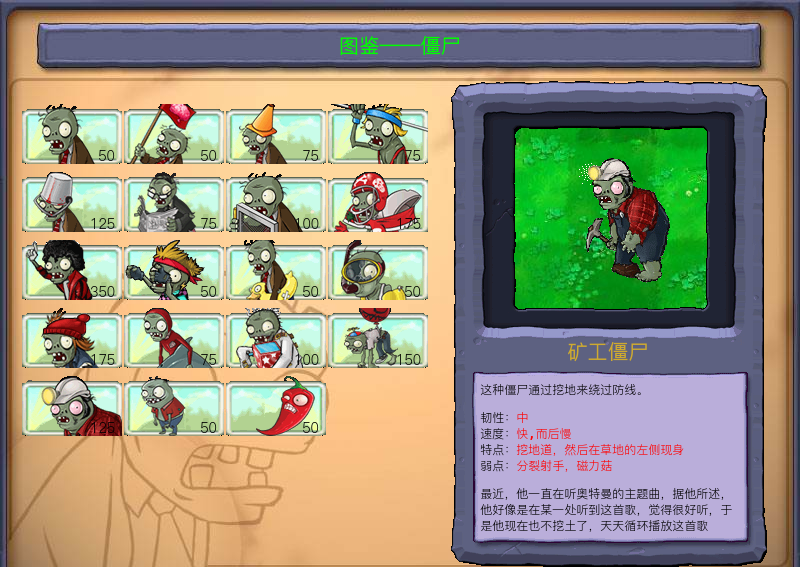 图鉴——僵尸
50 50 75 75
125 75 100 175
350 50 50 150
175 75 100 150
125 50 50
矿工僵尸
这种僵尸通过挖地来绕过防线。
韧性：中
速度：快,而后慢
特点：挖地道，然后在草地的左侧现身
弱点：分裂射手，磁力菇
最近，他一直在听奥特曼的主题曲，据他所述，
他好像是在某一处听到这首歌，觉得很好听，于
是他现在也不挖土了，天天循环播放这首歌